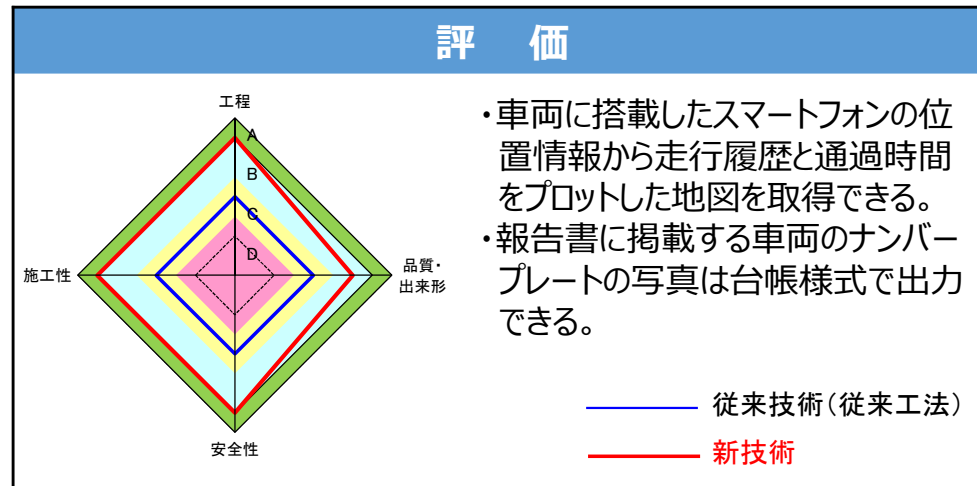 評 価
工程
A
B
C
D
施工性
品質・
出来形
安全性
・車両に搭載したスマートフォンの位
置情報から走行履歴と通過時間
をプロットした地図を取得できる。
・報告書に掲載する車両のナンバー
プレートの写真は台帳様式で出力
できる。
従来技術(従来工法)
新技術